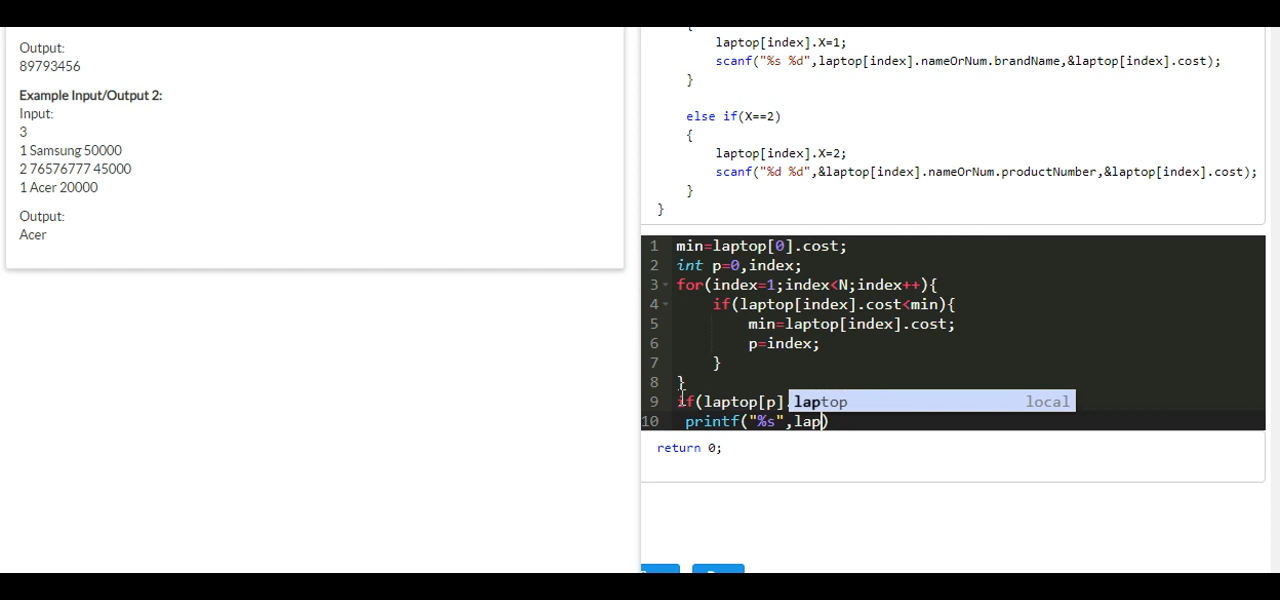 Output:
89793456
Example Input/Output 2:
Input:
3
1 Samsung 50000
2 76576777 45000
1 Acer 20000
Output:
Acer
{
laptop[index].X=1;
scanf("%s %d",laptop[index].nameOrNum.brandName,&laptop[index].cost);
}
else if(X==2)
{
laptop[index].X=2;
scanf("%d %d",&laptop[index].nameOrNum.productNumber,&laptop[index].cost);
}
}
1 min=laptop[0].cost;
2 int p=0,index;
3 for(index=1;index<N;index++){
4 if(laptop[index].cost<min){
5 min=laptop[index].cost;
6 p=index;
7 }
8 }
9 if(laptop[p].
laptop local
10 printf("%s",lap)
return 0;